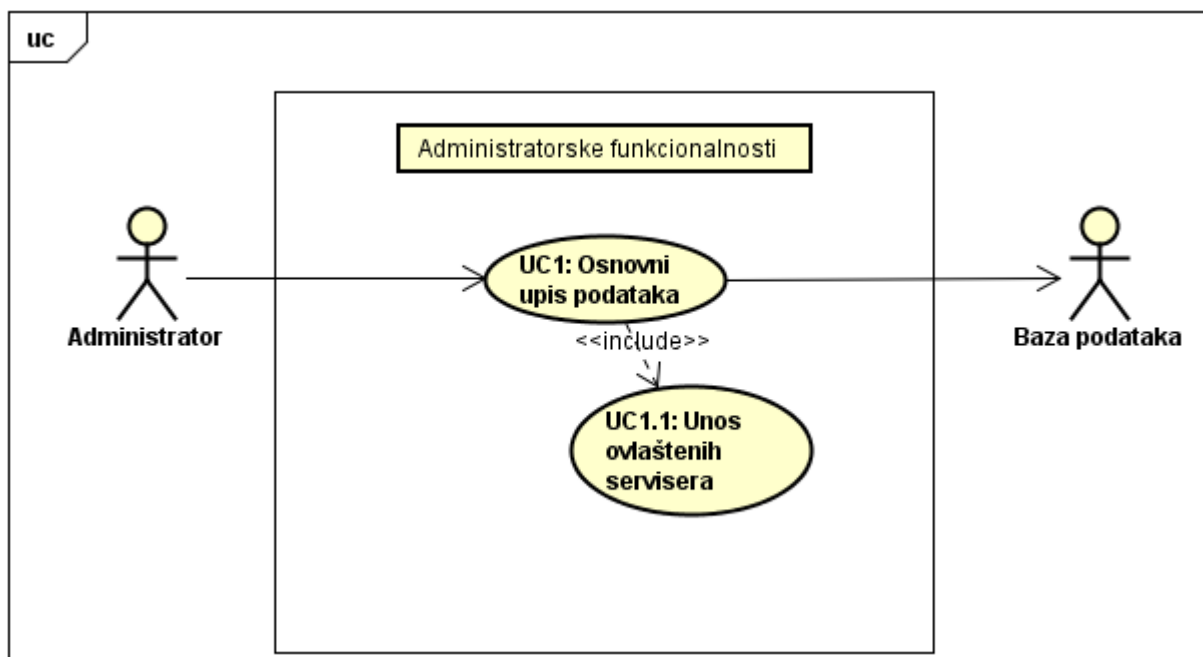 uc
Administratorske funkcionalnosti
UC1: Osnovni
upis podataka
Administrator
Baza podataka
<<include>>
UC1.1: Unos
ovlaštenih
servisera